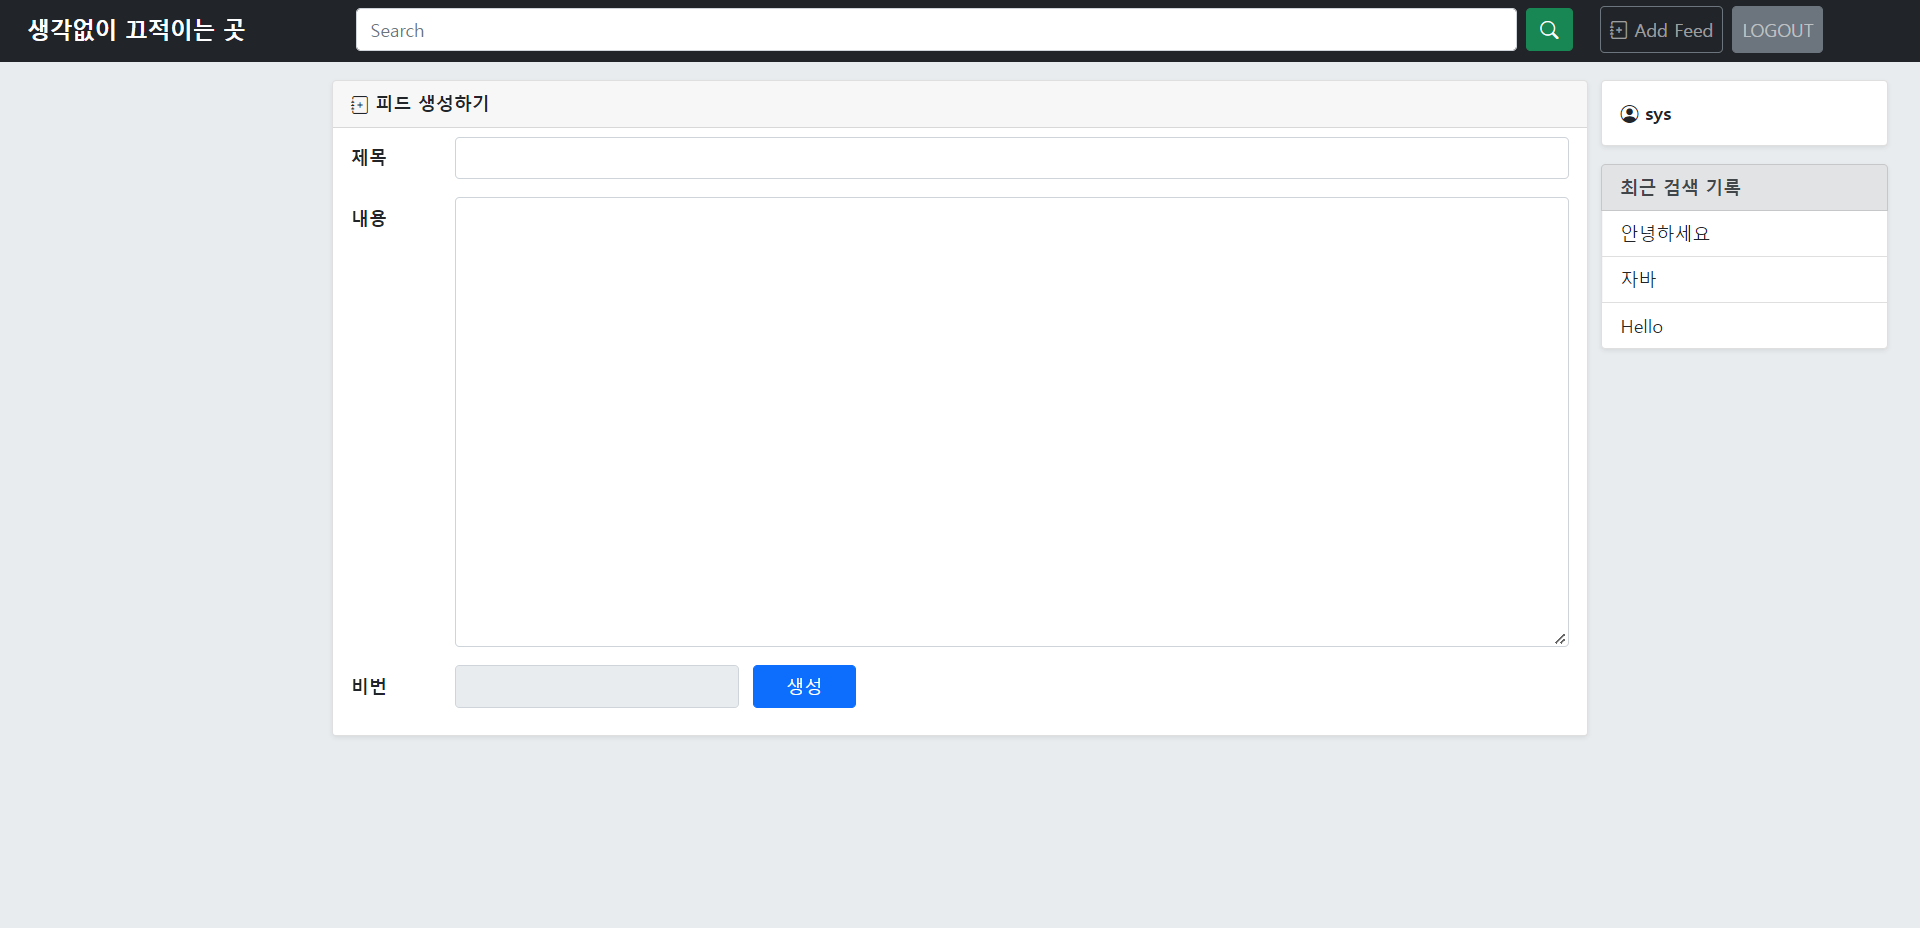 생각없이 끄적이는 곳
Search
Add Feed
LOGOUT
피드 생성하기
제목
내용
비번
생성
sys
최근 검색 기록
안녕하세요
자바
Hello